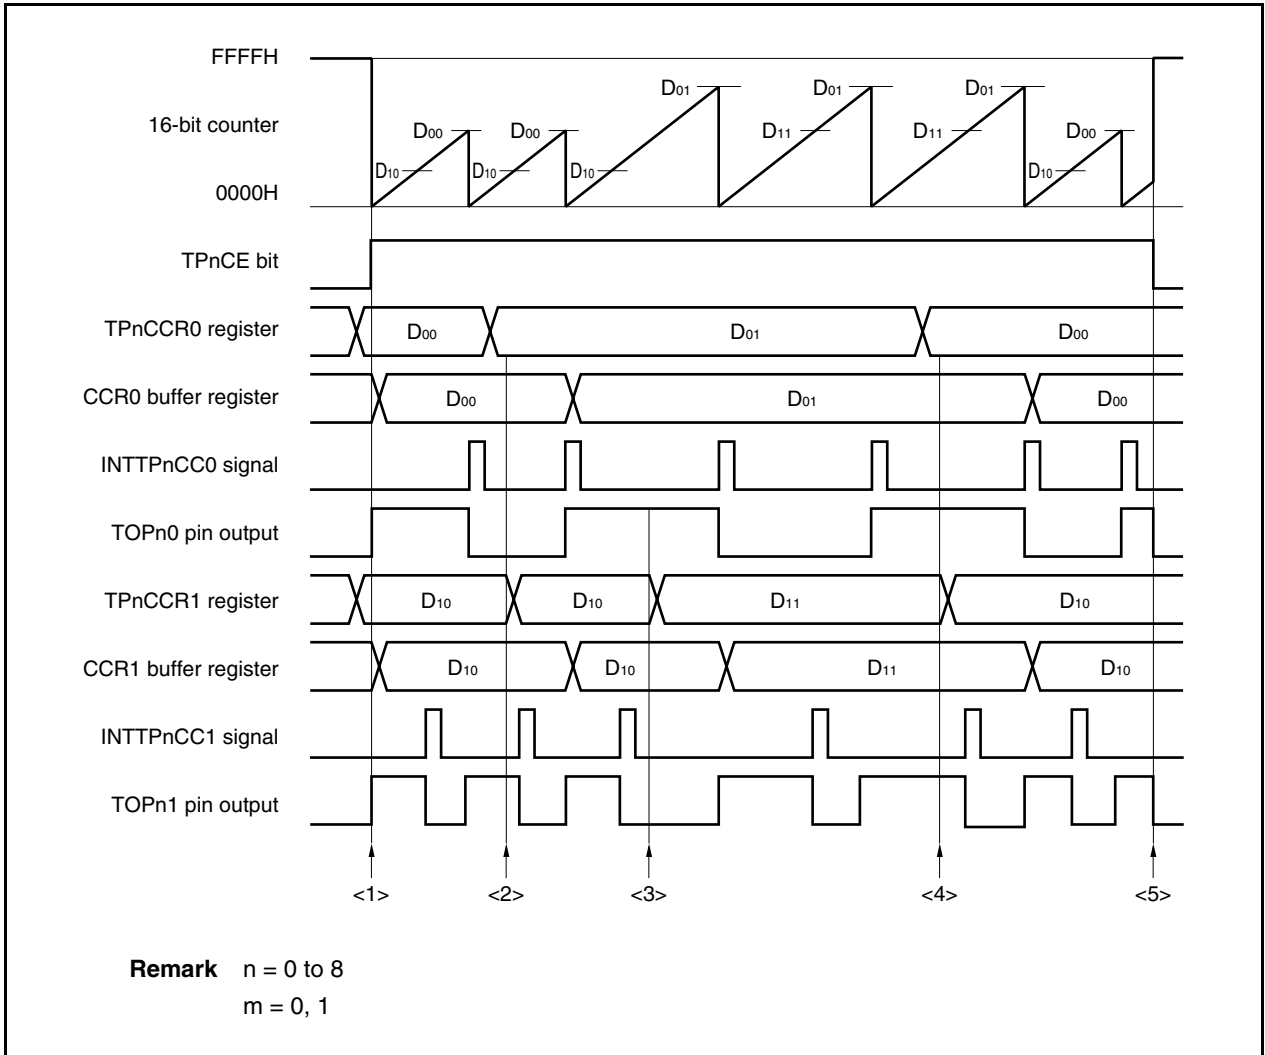 FFFFH
16-bit counter
0000H
D01 D01 D01
D00 D00 D11 D11 D00
D10 D10 D10 D10
TPnCE bit
TPnCCR0 register D00 D01 D00
CCR0 buffer register D00 D01 D00
INTTPnCC0 signal
TOPn0 pin output
TPnCCR1 register D10 D10 D11 D10
CCR1 buffer register D10 D10 D11 D10
INTTPnCC1 signal
TOPn1 pin output
<1> <2> <3> <4> <5>
Remark n = 0 to 8
m = 0, 1